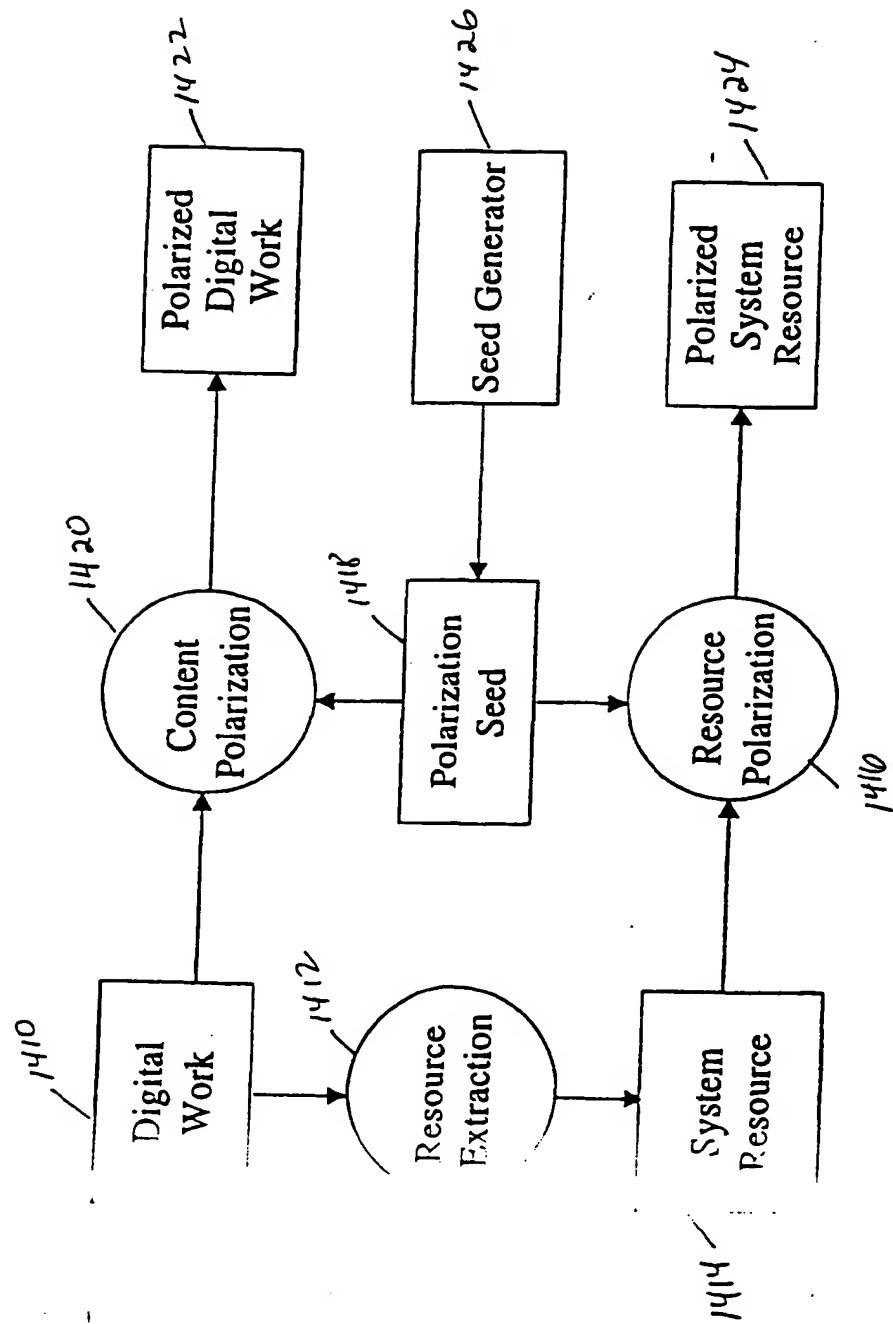 1410
Digital
Work
1420
Content
Polarization
1422
Polarized
Digital
Work
1412
Resource
Extraction
1418
Polarization
Seed
1426
Seed Generator
1414
System
Resource
1416
Resource
Polarization
1424
Polarized
System
Resource